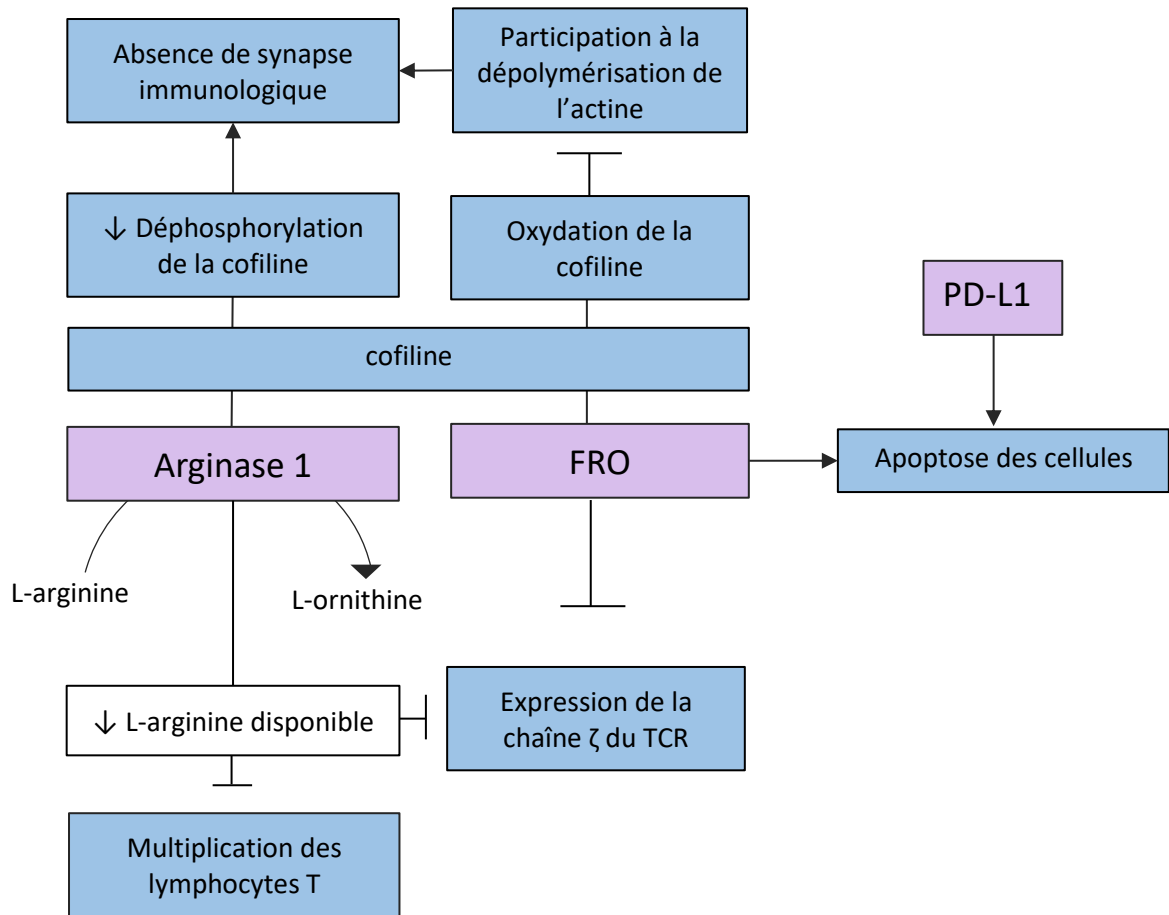 Absence de synapse
immunologique
Participation à la
dépolymérisation de
l’actine
↓ Déphosphorylation
de la cofiline
Oxydation de la
cofiline
PD-L1
cofiline
Arginase 1
FRO
Apoptose des cellules
L-arginine
L-ornithine
↓ L-arginine disponible
Expression de la
chaîne ζ du TCR
Multiplication des
lymphocytes T